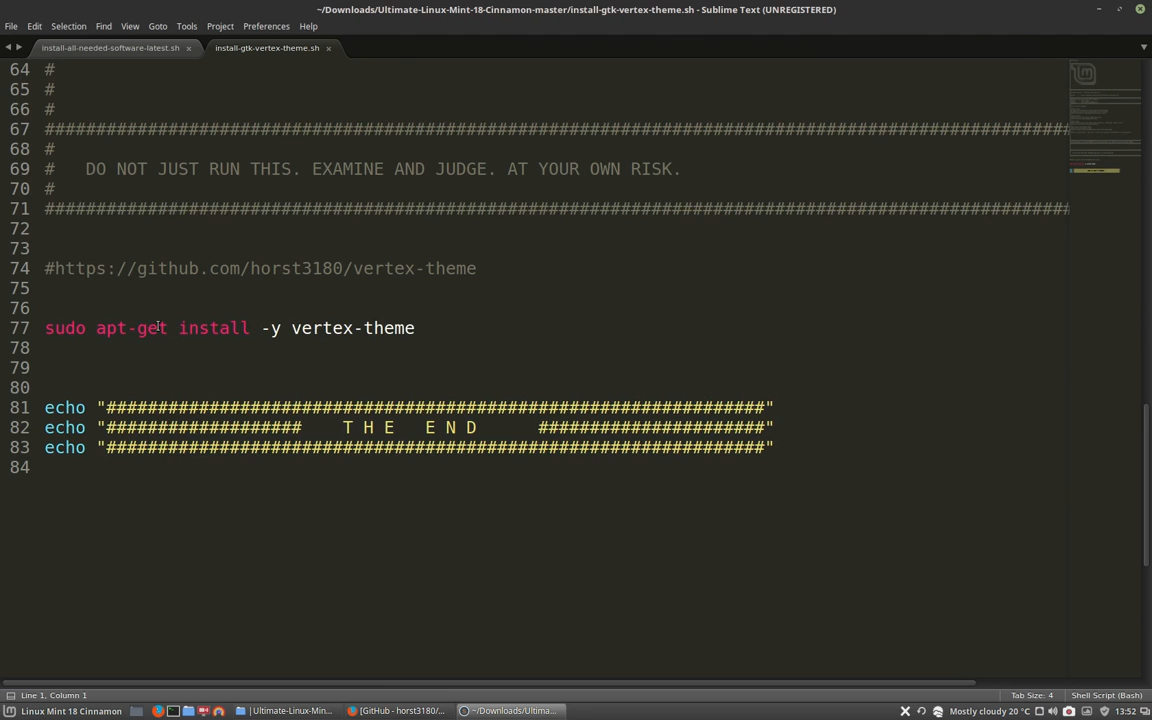 ~/Downloads/Ultimate-Linux-Mint-18-Cinnamon-master/install-gtk-vertex-theme.sh - Sublime Text (UNREGISTERED)
File Edit Selection Find View Goto Tools Project Preferences Help
install-all-needed-software-latest.sh × install-gtk-vertex-theme.sh ×
64 #
65 #
66 #
67 ####################################################################################################
68 #
69 #   DO NOT JUST RUN THIS. EXAMINE AND JUDGE. AT YOUR OWN RISK.
70 #
71 ####################################################################################################
72
73
74 #https://github.com/horst3180/vertex-theme
75
76
77 sudo apt-get install -y vertex-theme
78
79
80
81 echo "################################################################"
82 echo "###################    T H E   E N D      ######################"
83 echo "################################################################"
84
Line 1, Column 1 Tab Size: 4 Shell Script (Bash)
Linux Mint 18 Cinnamon |Ultimate-Linux-Min... [GitHub - horst3180/... ~/Downloads/Ultima... Mostly cloudy 20 °C 13:52